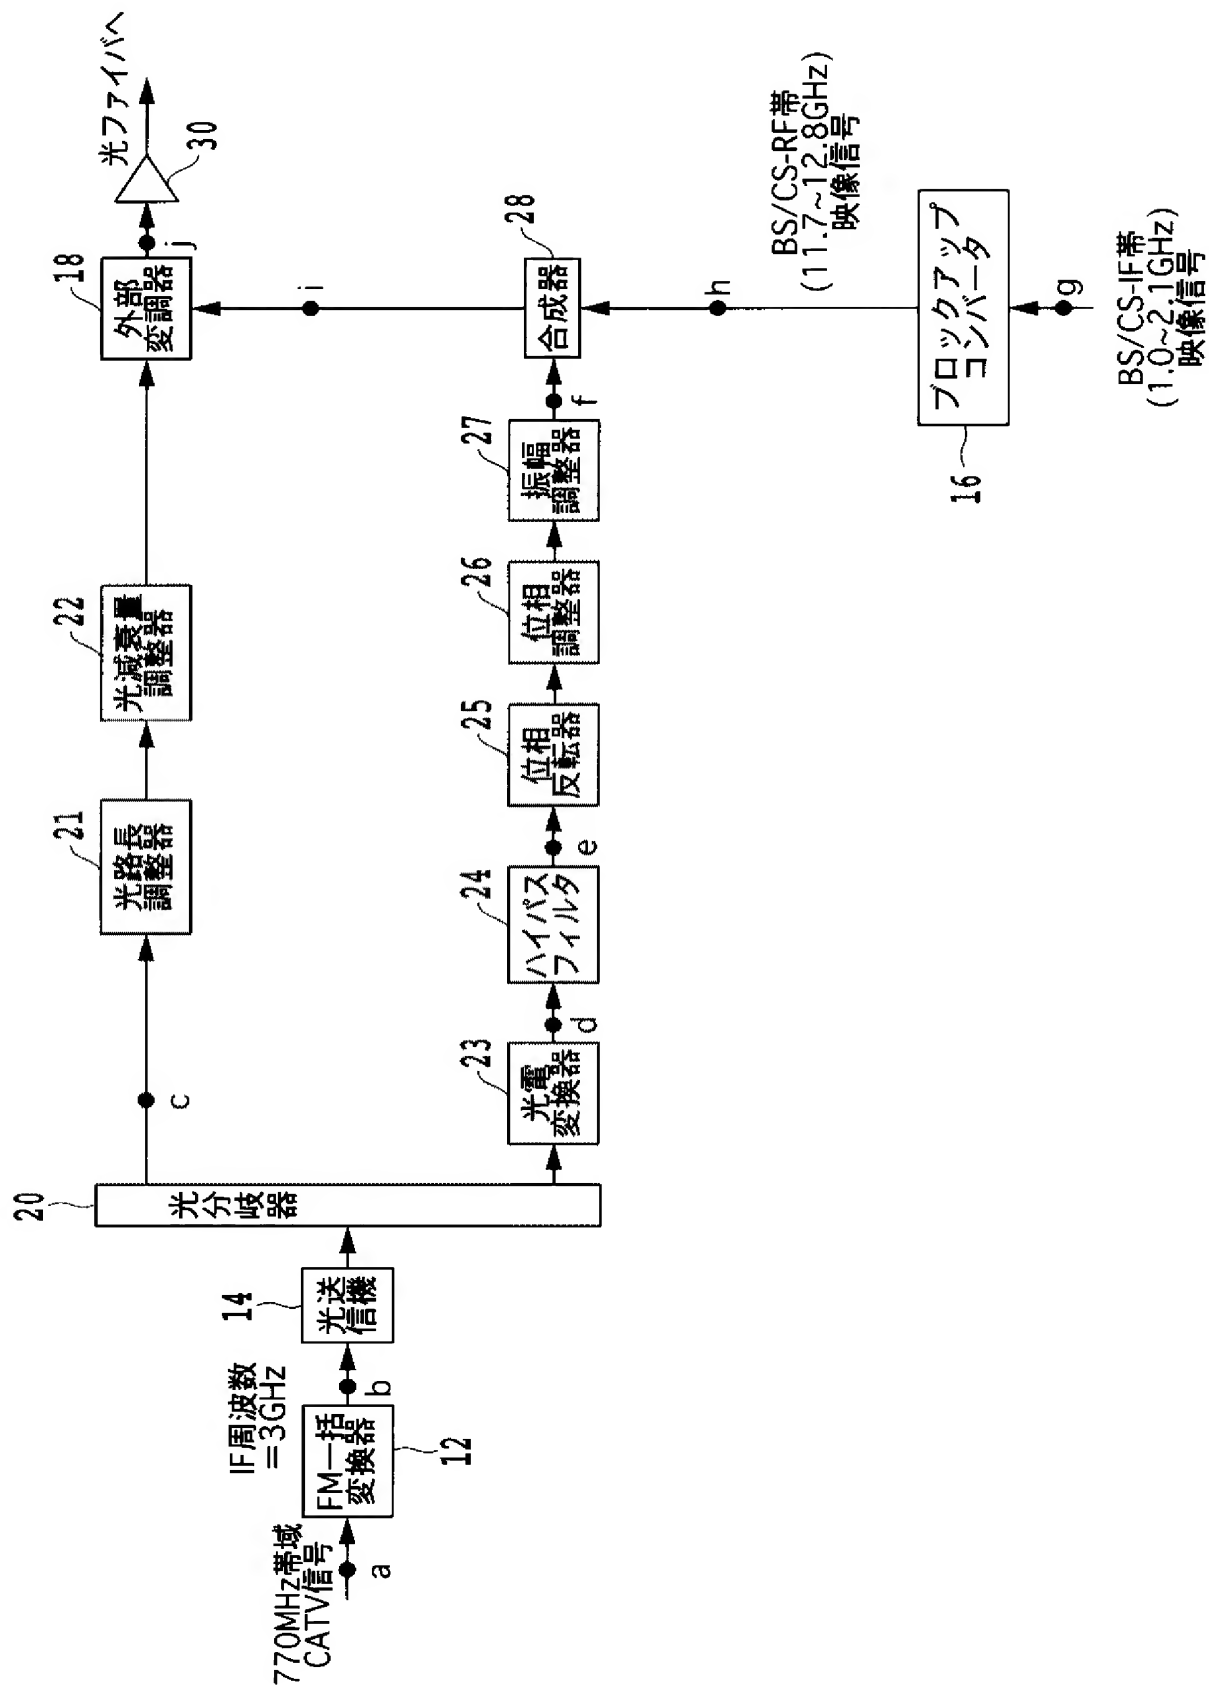 770MHz帯域
CATV信号
a
FM一括
変換器
12
IF周波数
=3GHz
b
光送
信機
14
光分岐器
20
c
光路長
調整器
21
光減衰量
調整器
22
外部
変調器
18
j
30
光ファイバへ
光電
変換器
23
d
ハイパス
フィルタ
24
e
位相
反転器
25
位相
調整器
26
振幅
調整器
27
f
合成器
28
i
h
BS/CS-RF帯
(11.7~12.8GHz)
映像信号
ブロックアップ
コンバータ
16
g
BS/CS-IF帯
(1.0~2.1GHz)
映像信号